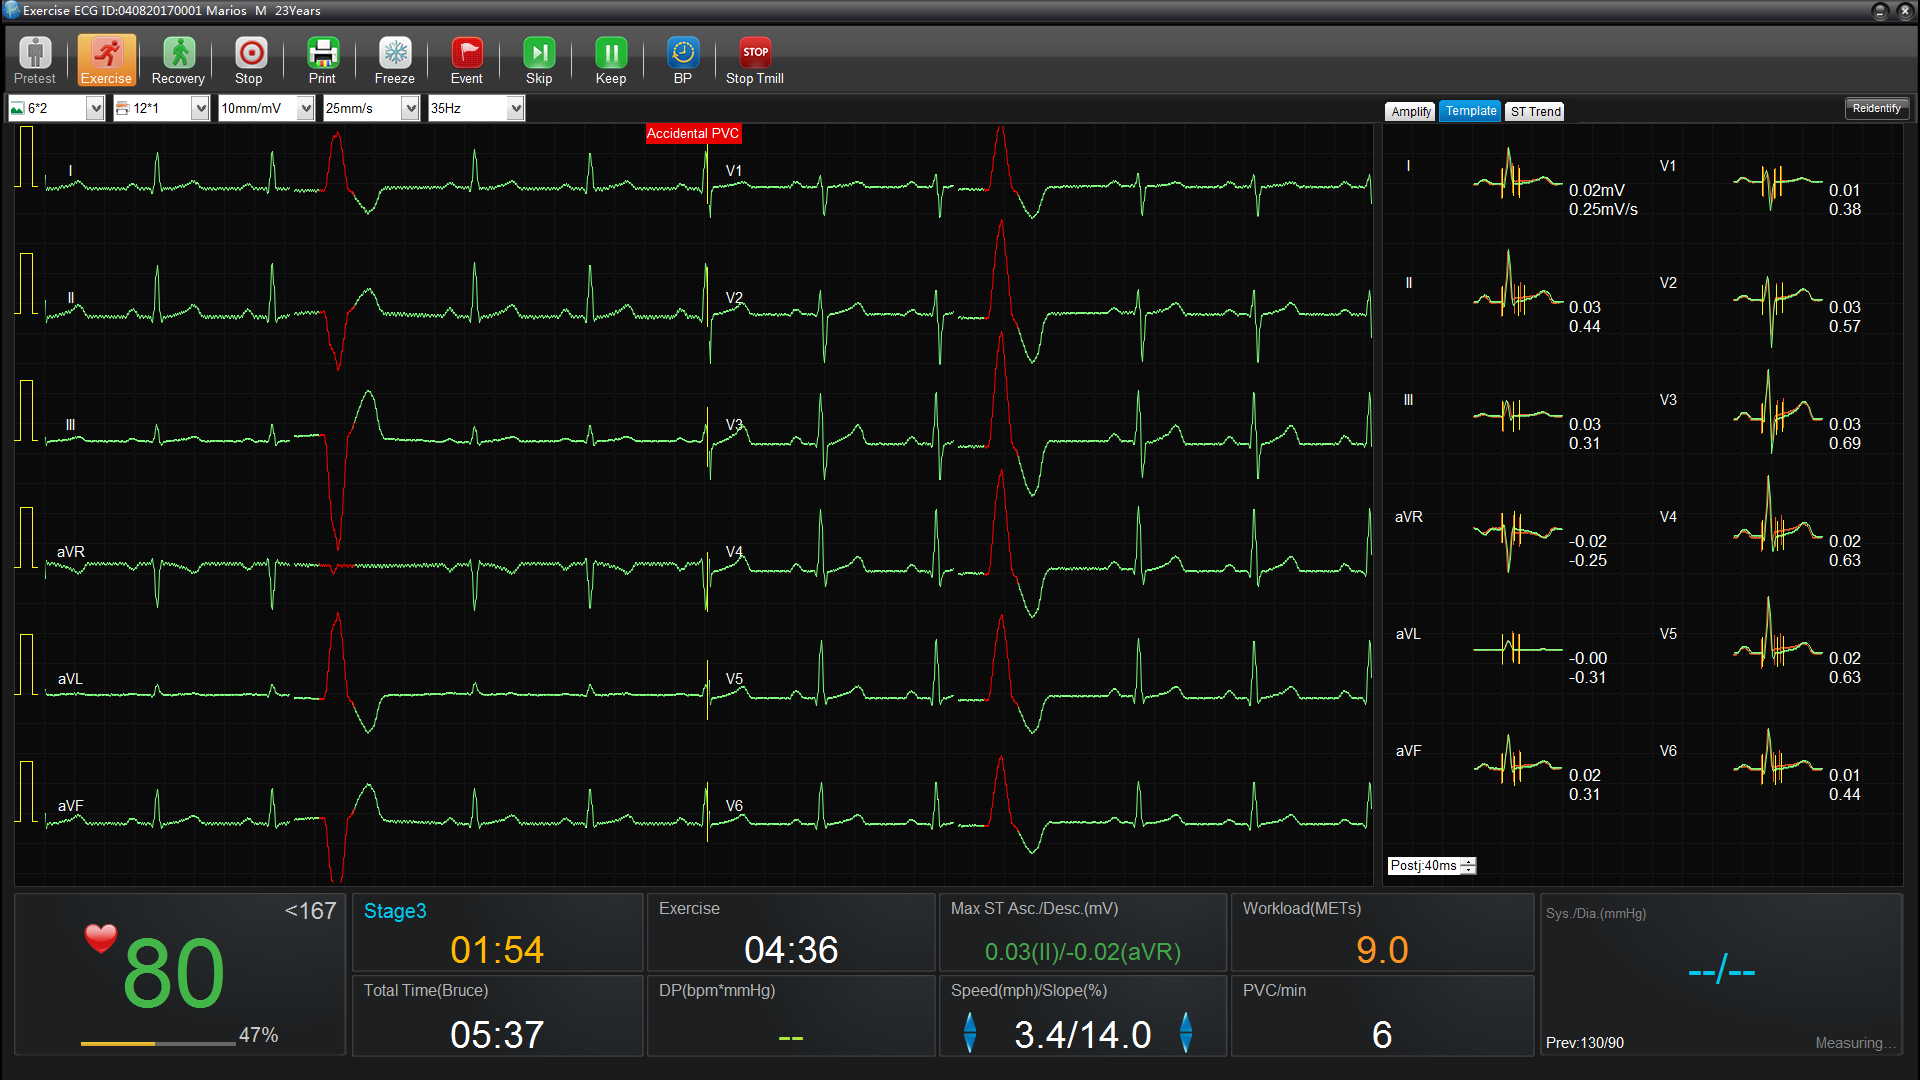 Exercise ECG ID:040820170001 Marios M 23Years
Pretest Exercise Recovery Stop Print Freeze Event Skip Keep BP STOP Stop Tmill
6*2 12*1 10mm/mV 25mm/s 35Hz
Amplify Template ST Trend Reidentify
Accidental PVC
I V1
II V2
III V3
aVR V4
aVL V5
aVF V6
I 0.02mV V1 0.01
0.25mV/s 0.38
II 0.03 V2 0.03
0.44 0.57
III 0.03 V3 0.03
0.31 0.69
aVR -0.02 V4 0.02
-0.25 0.63
aVL -0.00 V5 0.02
-0.31 0.63
aVF 0.02 V6 0.01
0.31 0.44
Postj:40ms
<167
80
47%
Stage3
01:54
Total Time(Bruce)
05:37
Exercise
04:36
DP(bpm*mmHg)
--
Max ST Asc./Desc.(mV)
0.03(II)/-0.02(aVR)
Speed(mph)/Slope(%)
3.4/14.0
Workload(METs)
9.0
PVC/min
6
Sys./Dia.(mmHg)
--/--
Prev:130/90 Measuring...